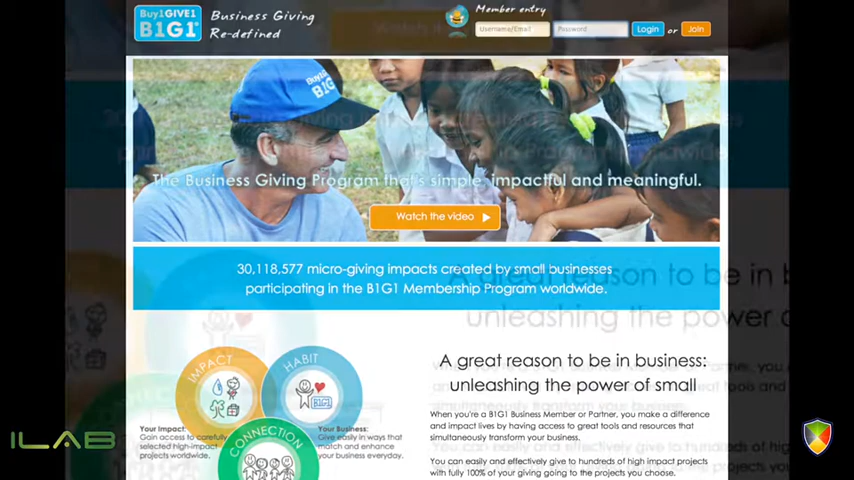 Buy1GIVE1
B1G1
Business Giving
Re-defined
Member entry
Username/Email
Password
Login
or
Join
Buy1
B1G1
The Business Giving Program that's simple, impactful and meaningful.
Watch the video
30,118,577 micro-giving impacts created by small businesses
participating in the B1G1 Membership Program worldwide.
IMPACT
HABIT
CONNECTION
B1G1
Your Impact:
Gain access to carefully
selected high-impact
projects worldwide.
Your Business:
Give easily in ways that
match and enhance
your business everyday.
A great reason to be in business:
unleashing the power of small
When you're a B1G1 Business Member or Partner, you make a difference
and impact lives by having access to great tools and resources that
simultaneously transform your business.
You can easily and effectively give to hundreds of high impact projects
with fully 100% of your giving going to the projects you choose.
ILAB